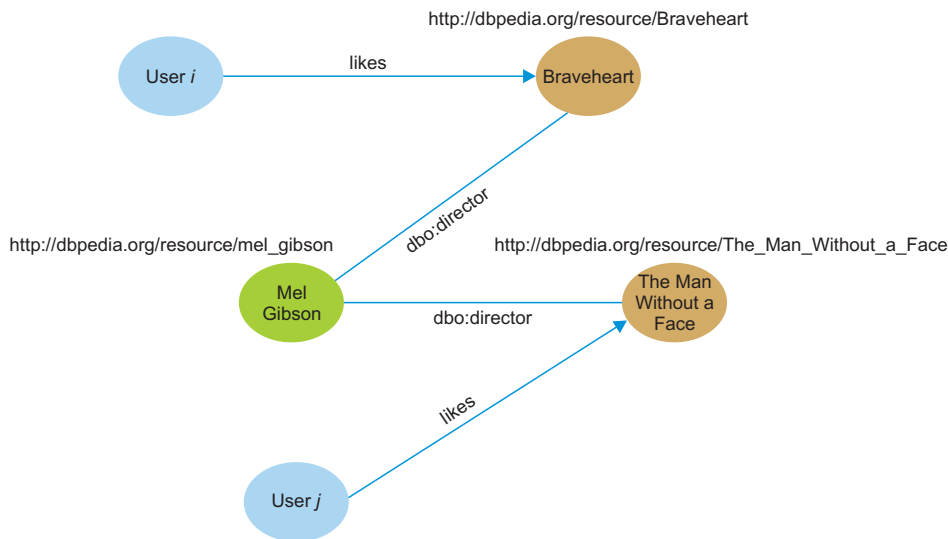 http://dbpedia.org/resource/Braveheart
User i
likes
Braveheart
dbo:director
http://dbpedia.org/resource/mel_gibson
http://dbpedia.org/resource/The_Man_Without_a_Face
Mel
Gibson
dbo:director
The Man
Without a
Face
likes
User j